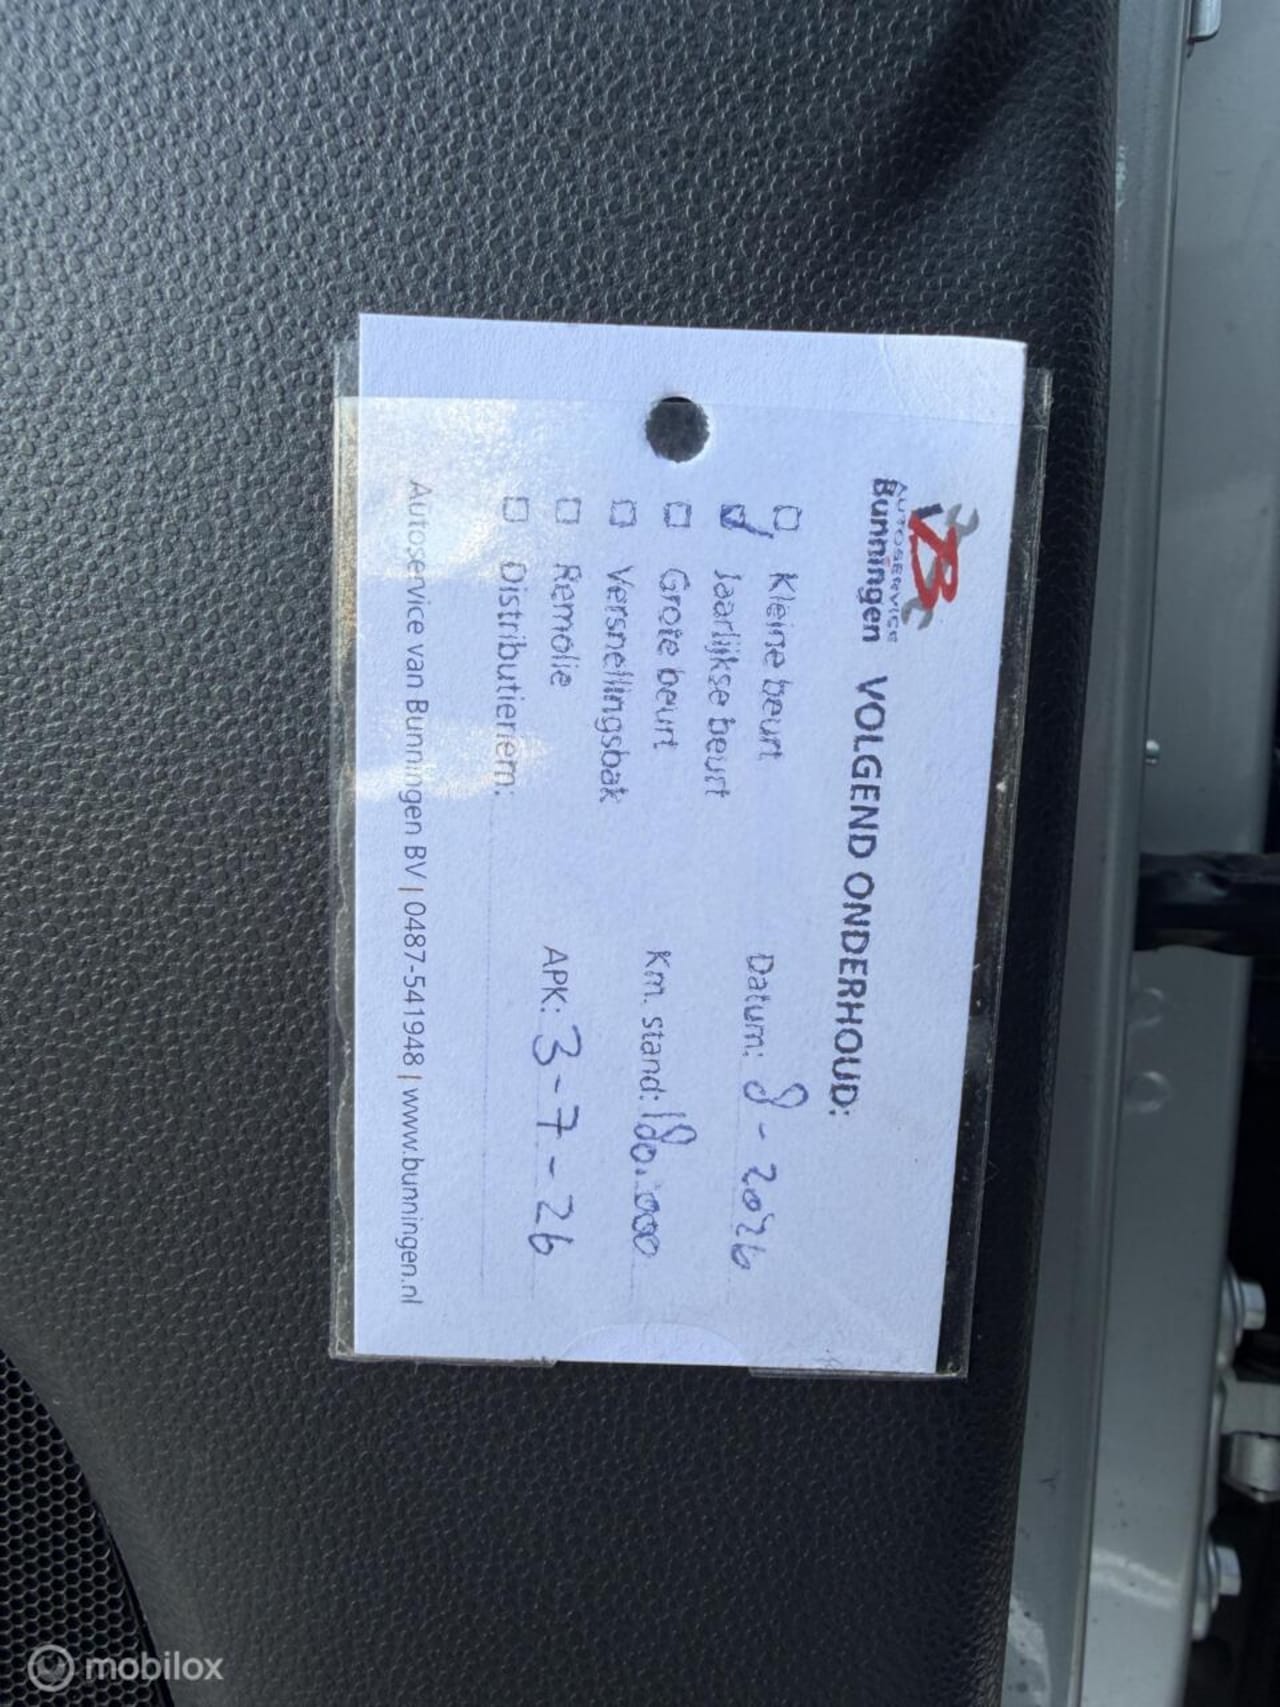 AUTOSERVICE
Bunningen
VOLGEND ONDERHOUD:
Kleine beurt
Jaarlijkse beurt
Grote beurt
Versnellingsbak
Remolie
Distributieriem:
Datum: 8-2026
Km. stand: 180.000
APK: 3-7-26
Autoservice van Bunningen BV | 0487-541948 | www.bunningen.nl
mobilox